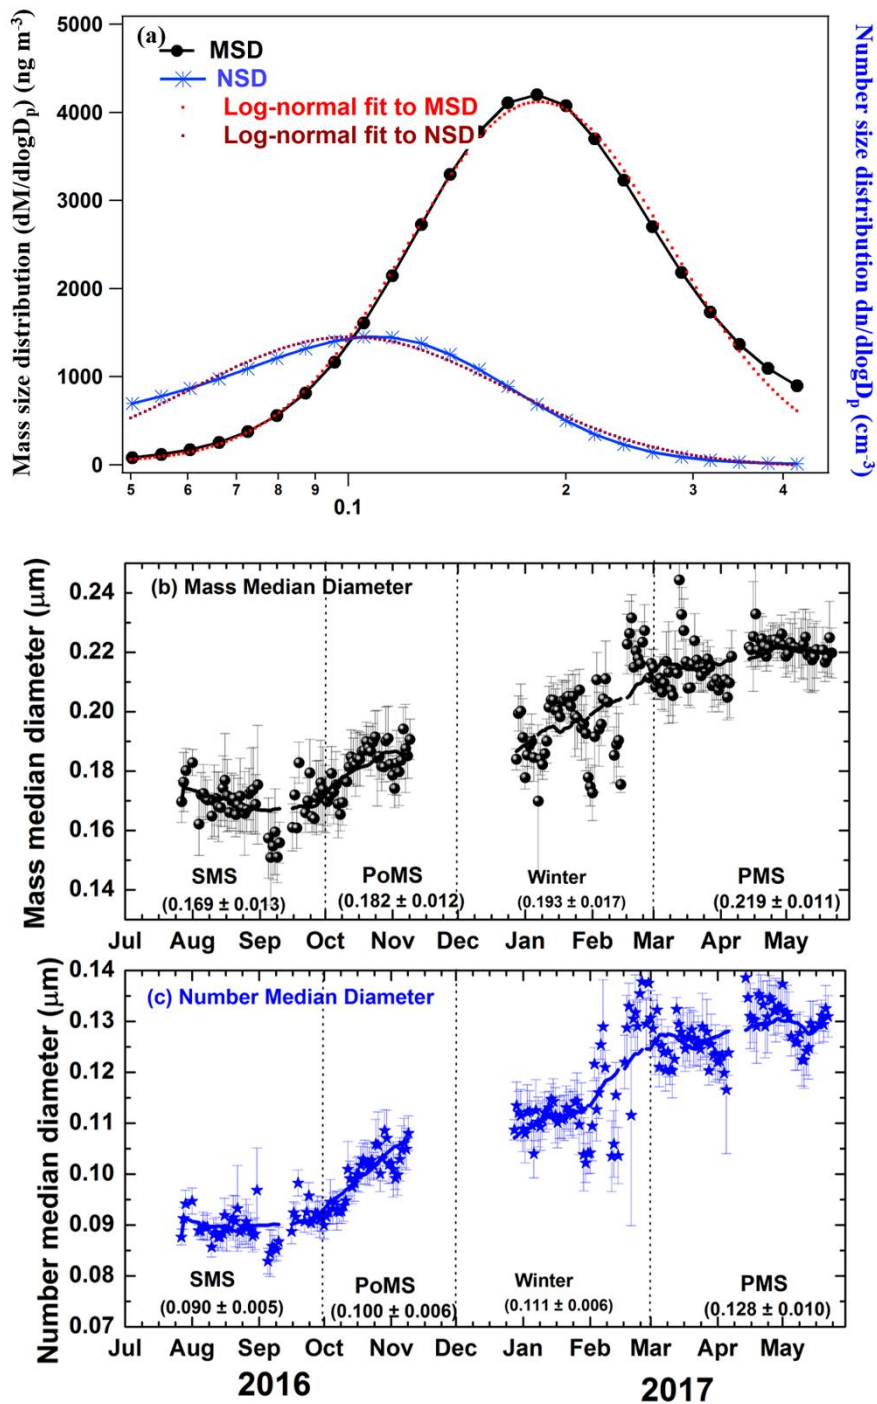 Mass size distribution (dM/dlogDp) (ng m-3)
5000
4000
3000
2000
1000
0
(a)
MSD
NSD
Log-normal fit to MSD
Log-normal fit to NSD
Number size distribution dn/dlogDp (cm-3)
5 6 7 8 9 0.1 2 3 4
Mass median diameter (μm)
0.24
0.22
0.20
0.18
0.16
0.14
(b) Mass Median Diameter
SMS
(0.169 ± 0.013)
PoMS
(0.182 ± 0.012)
Winter
(0.193 ± 0.017)
PMS
(0.219 ± 0.011)
Jul Aug Sep Oct Nov Dec Jan Feb Mar Apr May
Number median diameter (μm)
0.14
0.13
0.12
0.11
0.10
0.09
0.08
0.07
(c) Number Median Diameter
SMS
(0.090 ± 0.005)
PoMS
(0.100 ± 0.006)
Winter
(0.111 ± 0.006)
PMS
(0.128 ± 0.010)
Jul Aug Sep Oct Nov Dec Jan Feb Mar Apr May
2016 2017